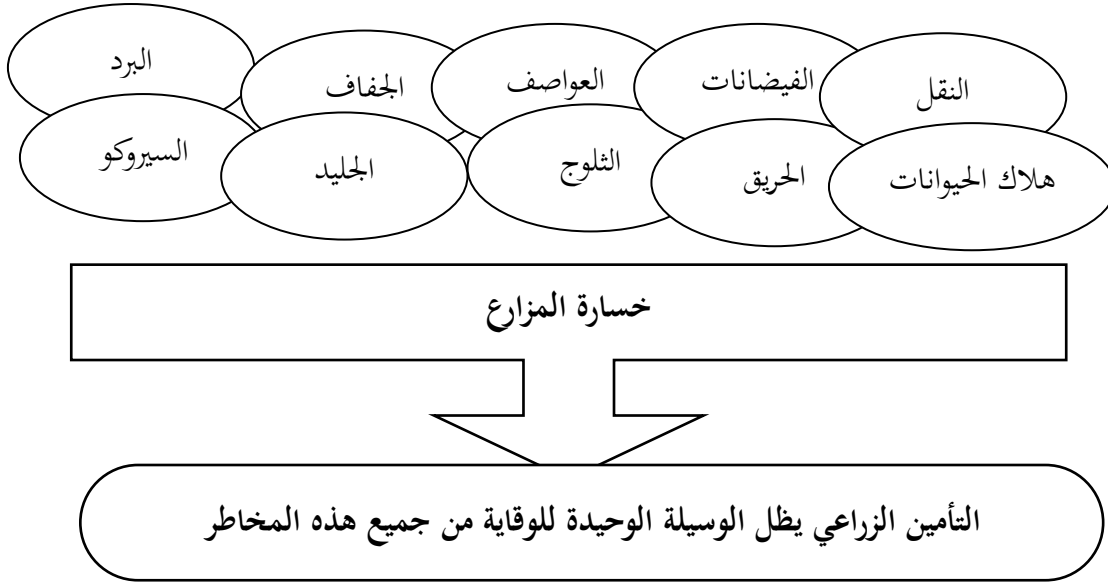 النقل
الفيضانات
العواصف
الجفاف
البرد
هلاك الحيوانات
الحريق
الثلوج
الجليد
السيروكو
خسارة المزارع
التأمين الزراعي يظل الوسيلة الوحيدة للوقاية من جميع هذه المخاطر